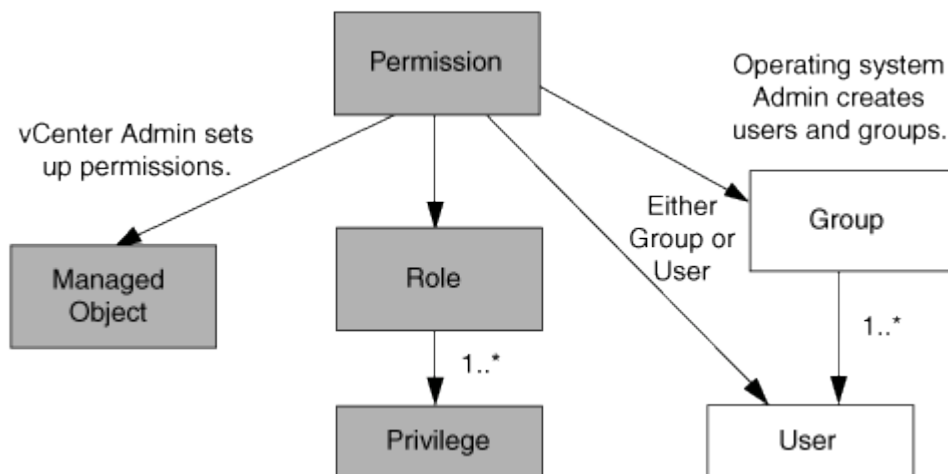 Permission
Operating system
Admin creates
users and groups.
vCenter Admin sets
up permissions.
Either
Group or
User
Group
Managed
Object
Role
1..*
1..*
Privilege
User